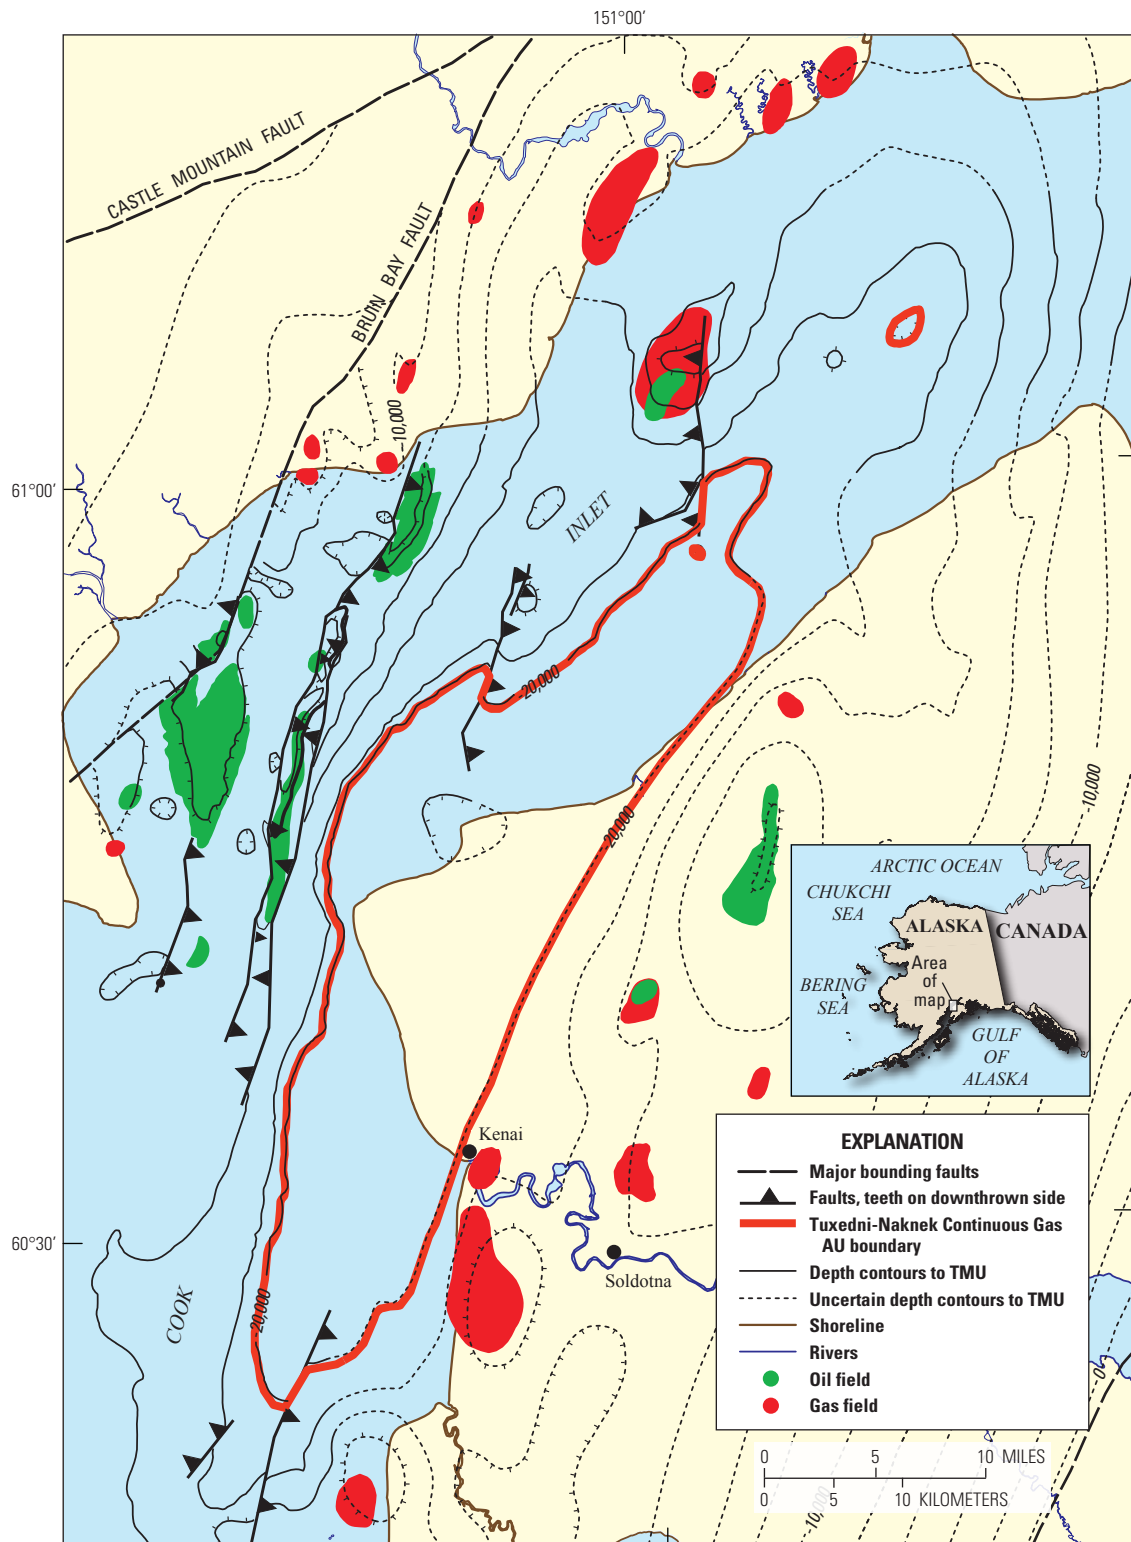 151°00'
CASTLE MOUNTAIN FAULT
BRUIN BAY FAULT
10,000
61°00'
INLET
20,000
20,000
10,000
ARCTIC OCEAN
CHUKCHI
SEA
ALASKA
CANADA
Area
of
map
BERING
SEA
GULF
OF
ALASKA
Kenai
60°30'
Soldotna
COOK
20,000
EXPLANATION
Major bounding faults
Faults, teeth on downthrown side
Tuxedni-Naknek Continuous Gas
AU boundary
Depth contours to TMU
Uncertain depth contours to TMU
Shoreline
Rivers
Oil field
Gas field
0
0 5 10 MILES
0 5 10 KILOMETERS
10,000